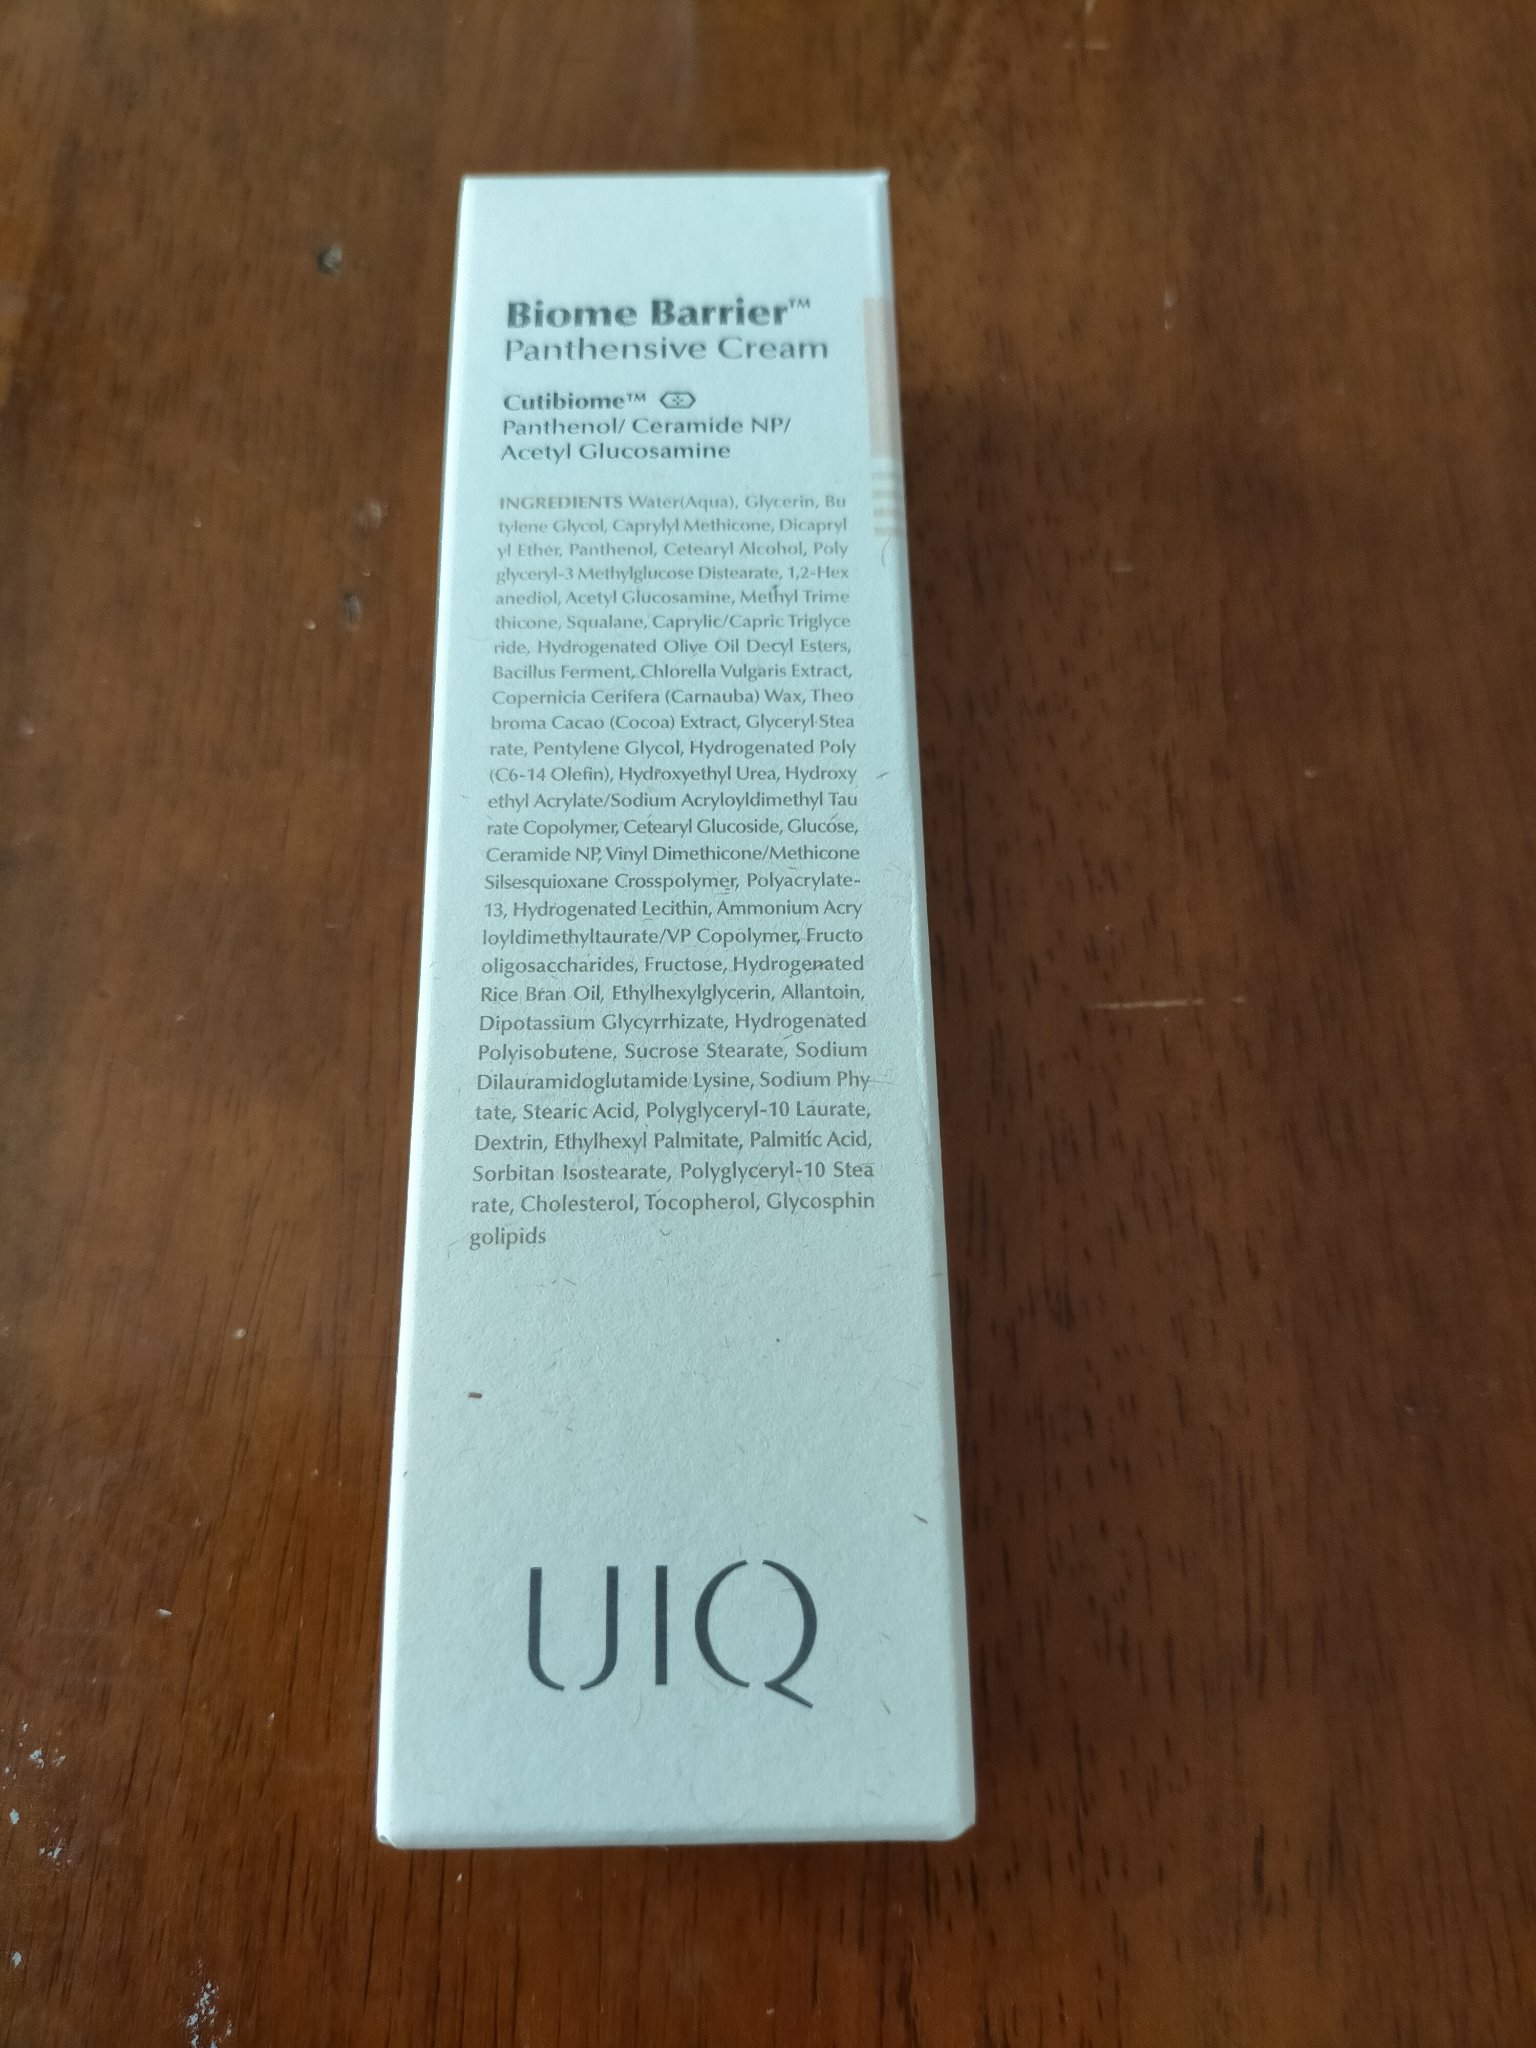 Biome Barrier™
Panthensive Cream
Cutibiome™
Panthenol/ Ceramide NP/
Acetyl Glucosamine
INGREDIENTS Water(Aqua), Glycerin, Bu
tylene Glycol, Caprylyl Methicone, Dicapryl
yl Ether, Panthenol, Cetearyl Alcohol, Poly
glyceryl-3 Methylglucose Distearate, 1,2-Hex
anediol, Acetyl Glucosamine, Methyl Trime
thicone, Squalane, Caprylic/Capric Triglyce
ride, Hydrogenated Olive Oil Decyl Esters,
Bacillus Ferment, Chlorella Vulgaris Extract,
Copernicia Cerifera (Carnauba) Wax, Theo
broma Cacao (Cocoa) Extract, Glyceryl Stea
rate, Pentylene Glycol, Hydrogenated Poly
(C6-14 Olefin), Hydroxyethyl Urea, Hydroxy
ethyl Acrylate/Sodium Acryloyldimethyl Tau
rate Copolymer, Cetearyl Glucoside, Glucose,
Ceramide NP, Vinyl Dimethicone/Methicone
Silsesquioxane Crosspolymer, Polyacrylate-
13, Hydrogenated Lecithin, Ammonium Acry
loyldimethyltaurate/VP Copolymer, Fructo
oligosaccharides, Fructose, Hydrogenated
Rice Bran Oil, Ethylhexylglycerin, Allantoin,
Dipotassium Glycyrrhizate, Hydrogenated
Polyisobutene, Sucrose Stearate, Sodium
Dilauramidoglutamide Lysine, Sodium Phy
tate, Stearic Acid, Polyglyceryl-10 Laurate,
Dextrin, Ethylhexyl Palmitate, Palmitic Acid,
Sorbitan Isostearate, Polyglyceryl-10 Stea
rate, Cholesterol, Tocopherol, Glycosphin
golipids
UIQ